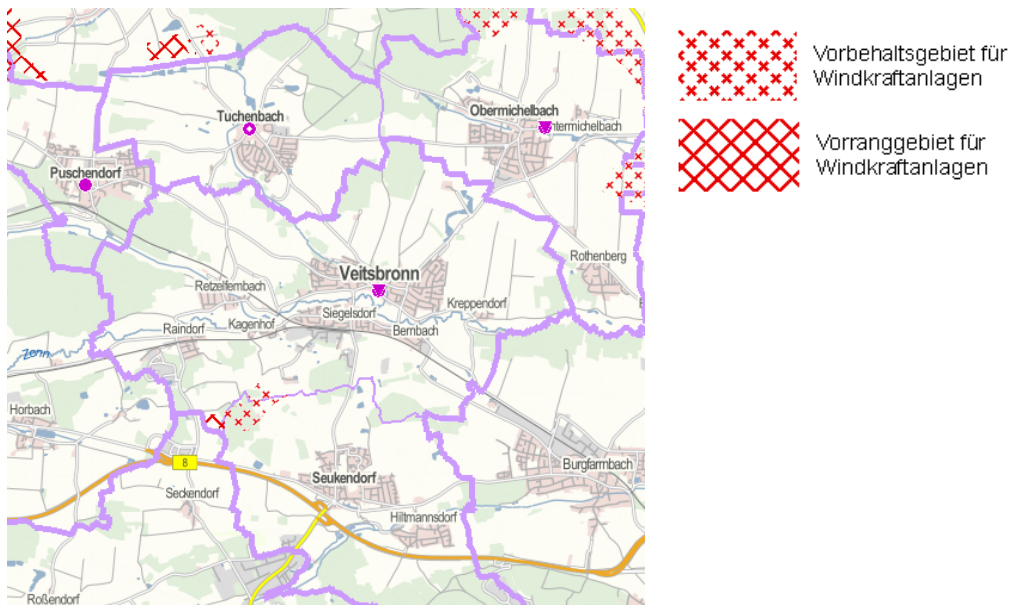 Vorbehaltsgebiet für
Windkraftanlagen
Vorranggebiet für
Windkraftanlagen
Obermichelbach
Tuchenbach
ntermichelbach
Puschendorf
Rothenberg
Veitsbronn
Retzelfembach
Kreppendorf
Siegelsdorf
Kagenhof
Raindorf
Bernbach
Zenn
Horbach
8
Burgfarrnbach
Seukendorf
Seckendorf
Hiltmannsdorf
Roßendorf